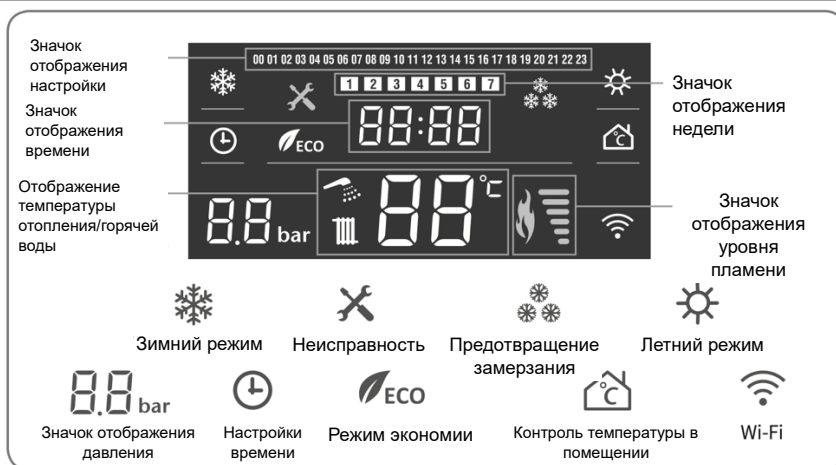 Значок
отображения
настройки
Значок
отображения
времени
Отображение
температуры
отопления/горячей
воды
00 01 02 03 04 05 06 07 08 09 10 11 12 13 14 15 16 17 18 19 20 21 22 23
1 2 3 4 5 6 7
ECO
88:88
8.8 bar
88 °C
°C
Значок
отображения
недели
Значок
отображения
уровня
пламени
Зимний режим
Неисправность
Предотвращение
замерзания
Летний режим
8.8 bar
ECO
°C
Значок отображения
давления
Настройки
времени
Режим экономии
Контроль температуры в
помещении
Wi-Fi